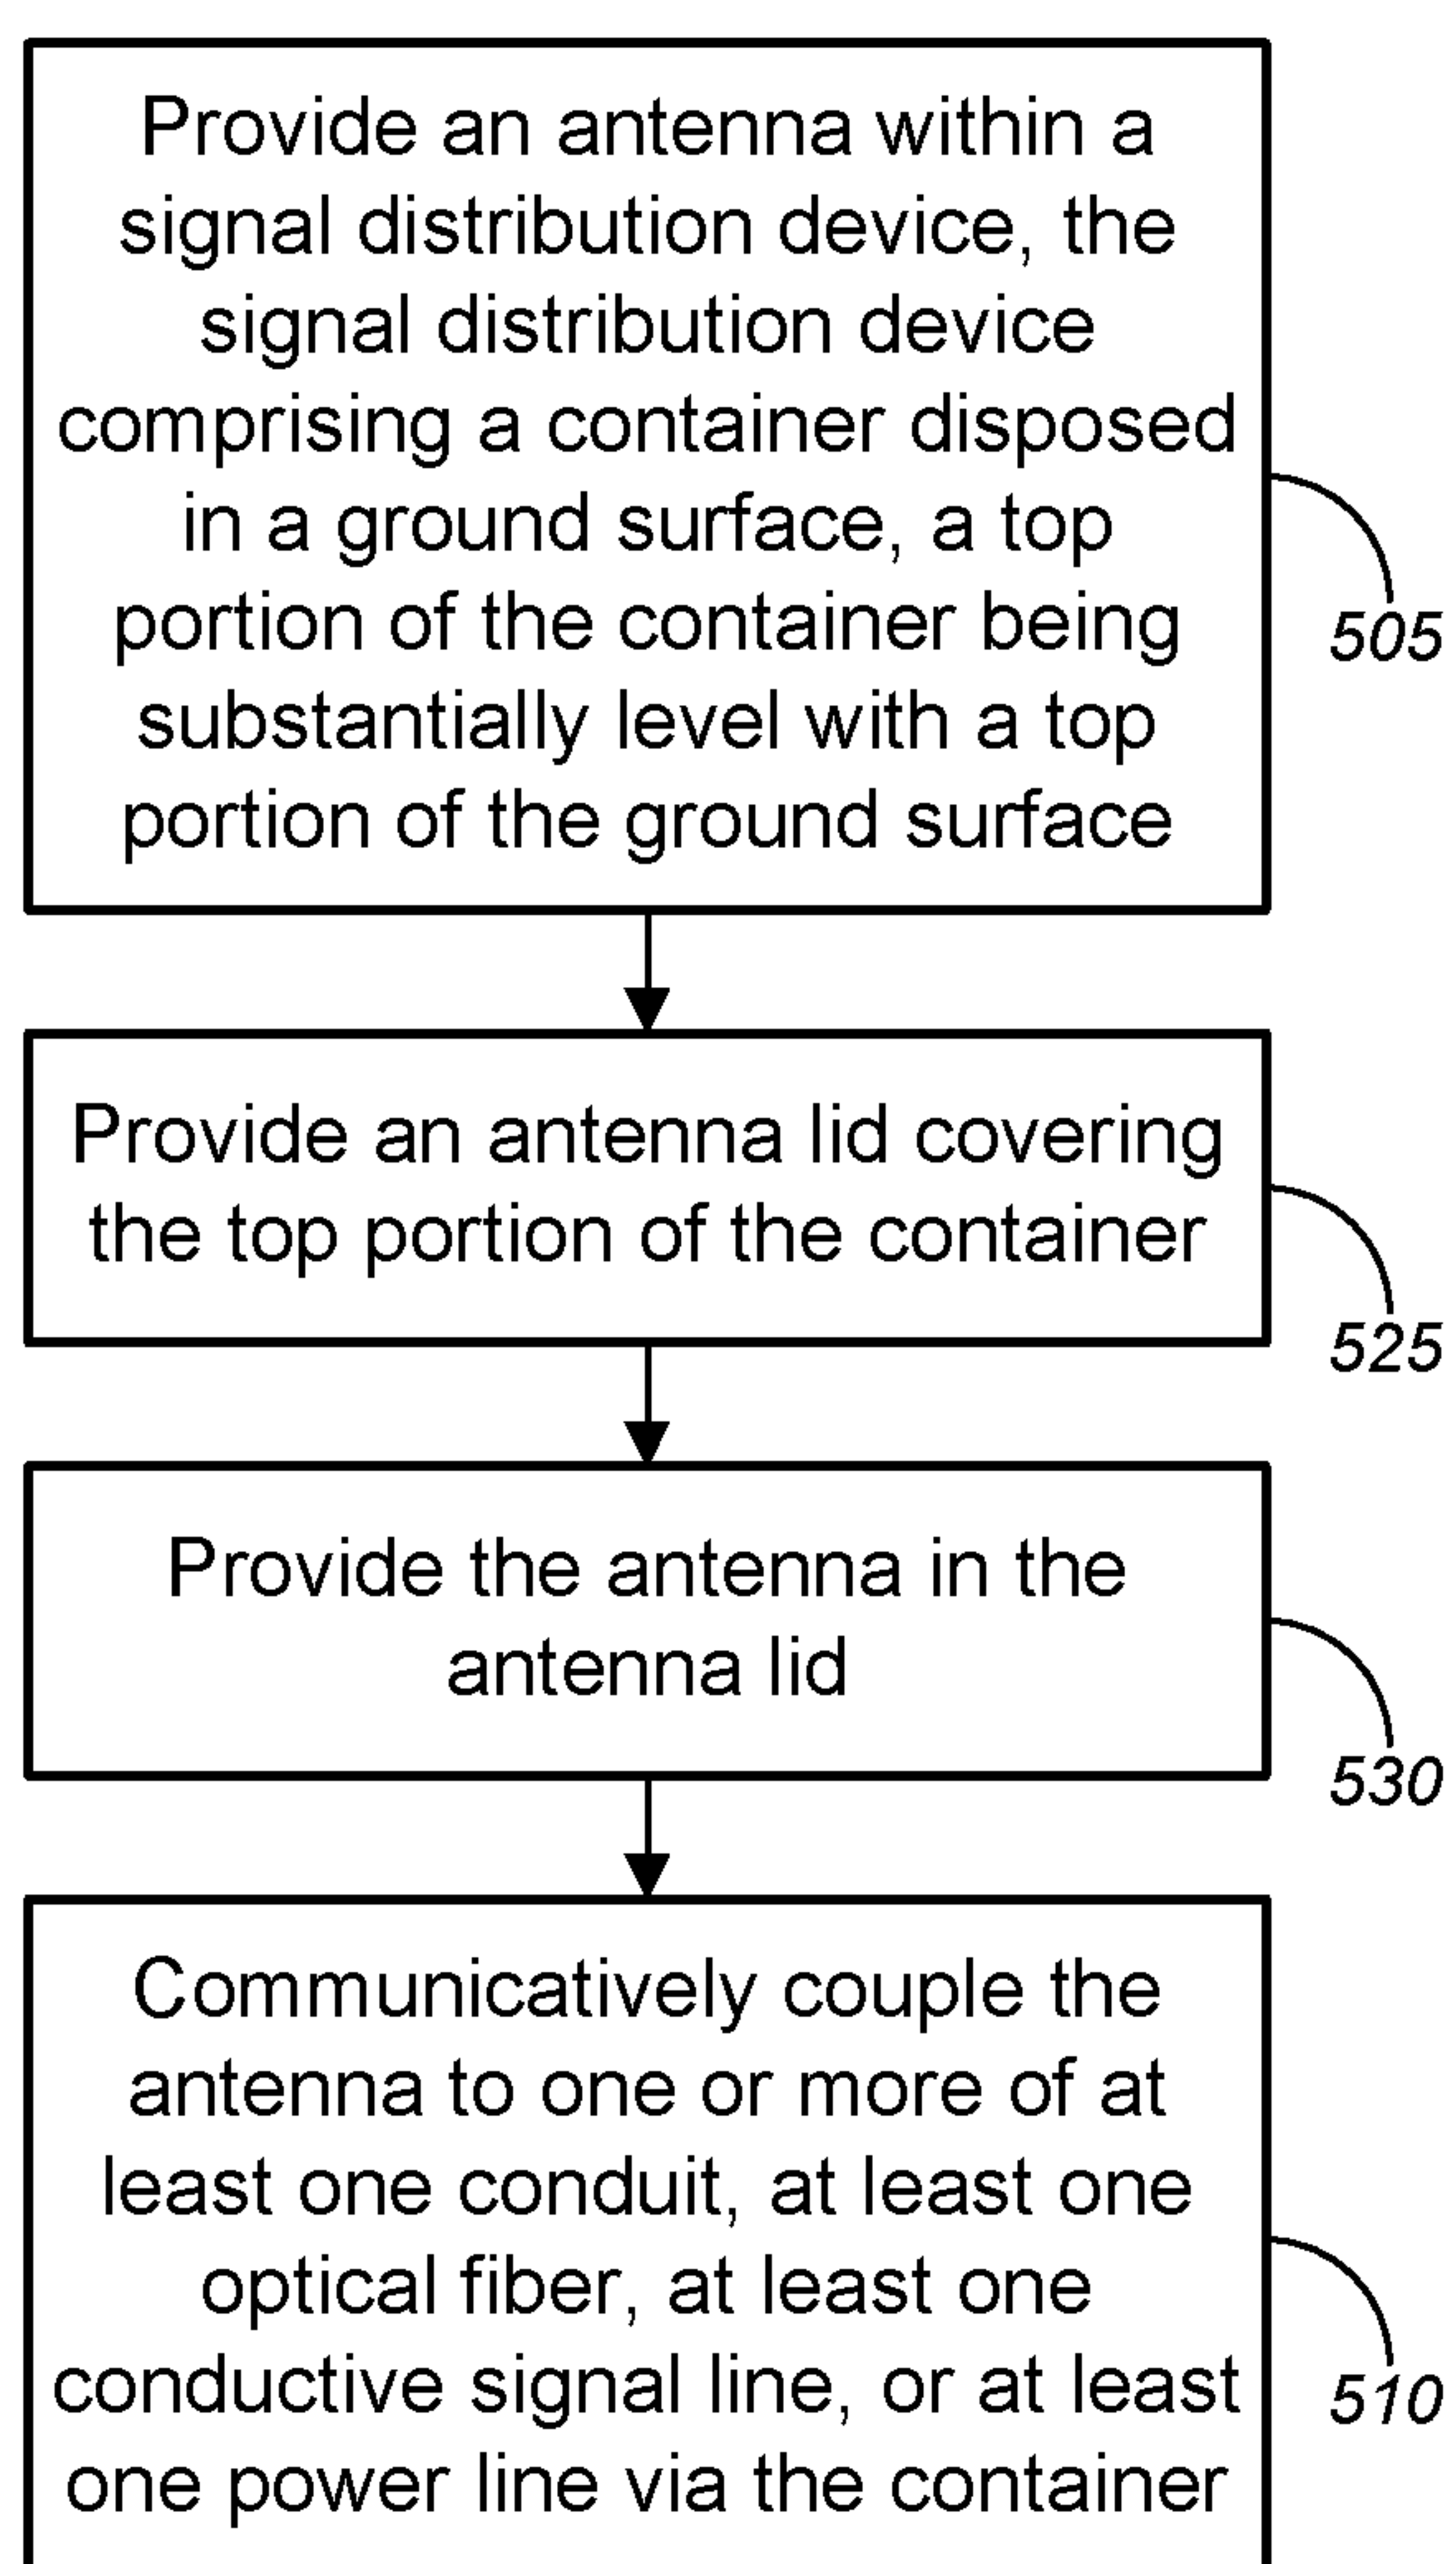 Provide an antenna within a
signal distribution device, the
signal distribution device
comprising a container disposed
in a ground surface, a top
portion of the container being
substantially level with a top
portion of the ground surface
505
Provide an antenna lid covering
the top portion of the container
525
Provide the antenna in the
antenna lid
530
Communicatively couple the
antenna to one or more of at
least one conduit, at least one
optical fiber, at least one
conductive signal line, or at least
one power line via the container
510